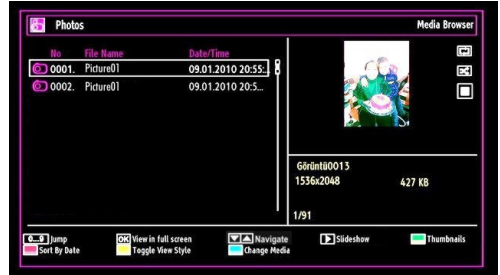 Photos Media Browser
No File Name Date/Time
0001. Picture01 09.01.2010 20:55:..
0002. Picture01 09.01.2010 20:5...
Görüntü0013
1536x2048 427 KB
1/91
0...9 Jump OK View in full screen Navigate Slideshow Thumbnails
Sort By Date Toggle View Style Change Media